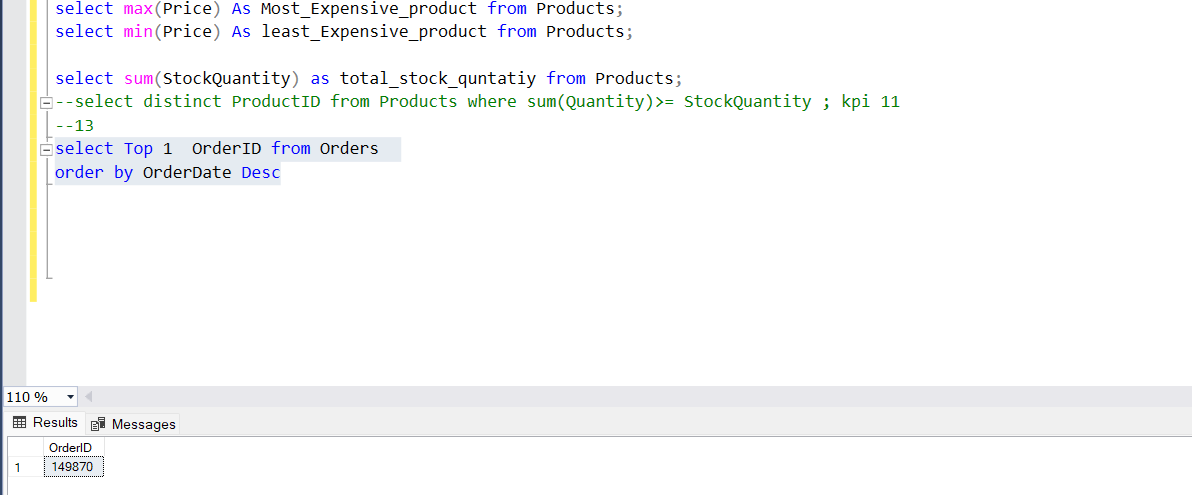 select max(Price) As Most_Expensive_product from Products;
select min(Price) As least_Expensive_product from Products;
select sum(StockQuantity) as total_stock_quntatiy from Products;
--select distinct ProductID from Products where sum(Quantity)>= StockQuantity ; kpi 11
--13
select Top 1  OrderID from Orders
order by OrderDate Desc
110 %
Results Messages
OrderID
1 149870